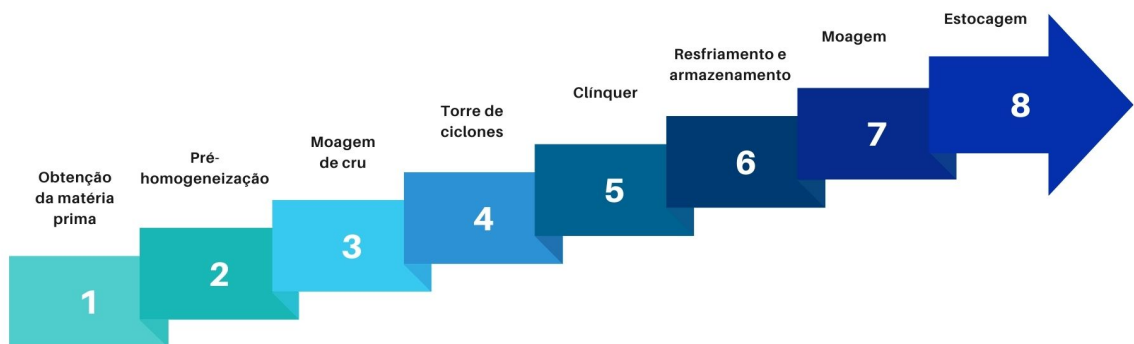 Obtenção
da matéria
prima
1
Pré-
homogeneização
2
Moagem
de cru
3
Torre de
ciclones
4
Clínquer
5
Resfriamento e
armazenamento
6
Moagem
7
Estocagem
8